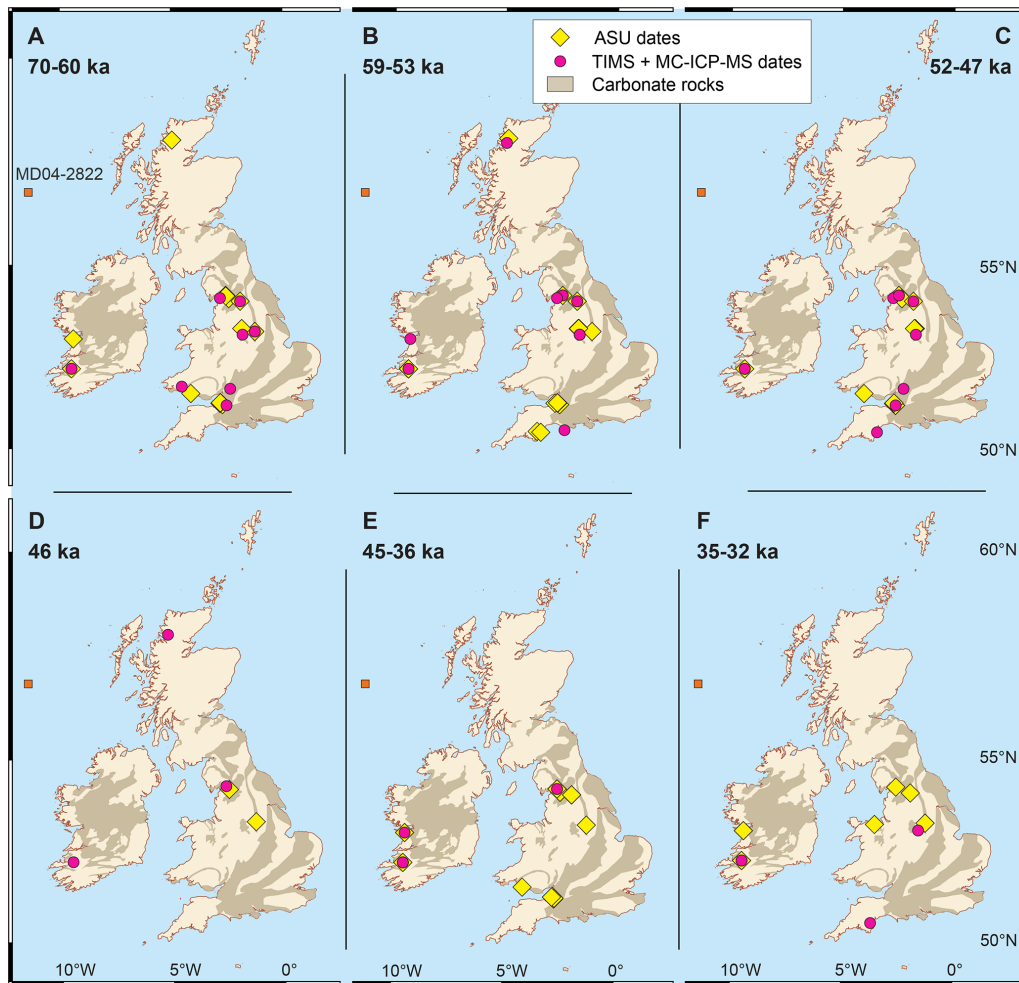 A
70-60 ka
B
59-53 ka
C
52-47 ka
ASU dates
TIMS + MC-ICP-MS dates
Carbonate rocks
MD04-2822
55°N
50°N
D
46 ka
E
45-36 ka
F
35-32 ka
60°N
55°N
50°N
10°W 5°W 0° 10°W 5°W 0° 10°W 5°W 0°